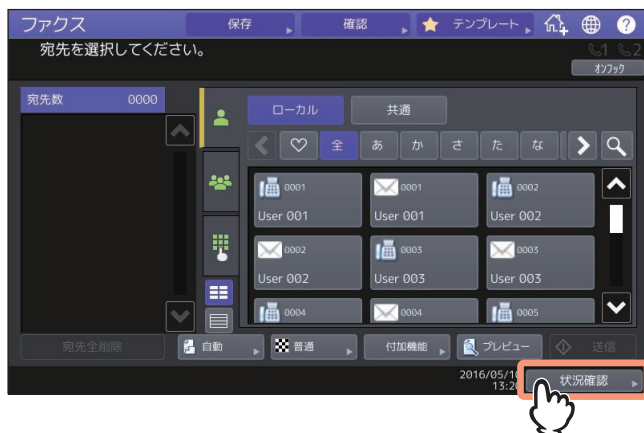 ファクス 保存 確認 テンプレート
宛先を選択してください。
1 2
オンフック
宛先数 0000
ローカル 共通
全 あ か さ た な
0001 0001 0002
User 001 User 001 User 002
0002 0003 0003
User 002 User 003 User 003
0004 0004 0005
宛先全削除 自動 普通 付加機能 プレビュー 送信
2016/05/10
13:20
状況確認